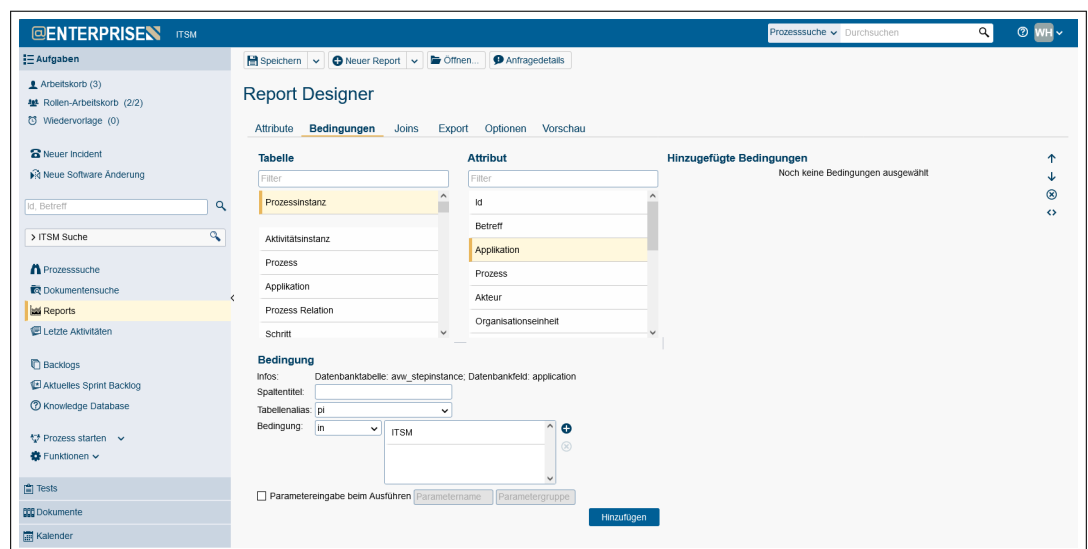 @ENTERPRISE ITSM
Prozesssuche Durchsuchen
WH
Aufgaben
Arbeitskorb (3)
Rollen-Arbeitskorb (2/2)
Wiedervorlage (0)
Neuer Incident
Neue Software Änderung
Id, Betreff
> ITSM Suche
Prozesssuche
Dokumentensuche
Reports
Letzte Aktivitäten
Backlogs
Aktuelles Sprint Backlog
Knowledge Database
Prozess starten
Funktionen
Tests
Dokumente
Kalender
Speichern Neuer Report Öffnen... Anfragedetails
Report Designer
Attribute Bedingungen Joins Export Optionen Vorschau
Tabelle
Filter
Prozessinstanz
Aktivitätsinstanz
Prozess
Applikation
Prozess Relation
Schritt
Attribut
Filter
Id
Betreff
Applikation
Prozess
Akteur
Organisationseinheit
Hinzugefügte Bedingungen
Noch keine Bedingungen ausgewählt
Bedingung
Infos: Datenbanktabelle: avw_stepinstance; Datenbankfeld: application
Spaltentitel:
Tabellenalias: pi
Bedingung: in ITSM
Parametereingabe beim Ausführen Parametername Parametergruppe
Hinzufügen